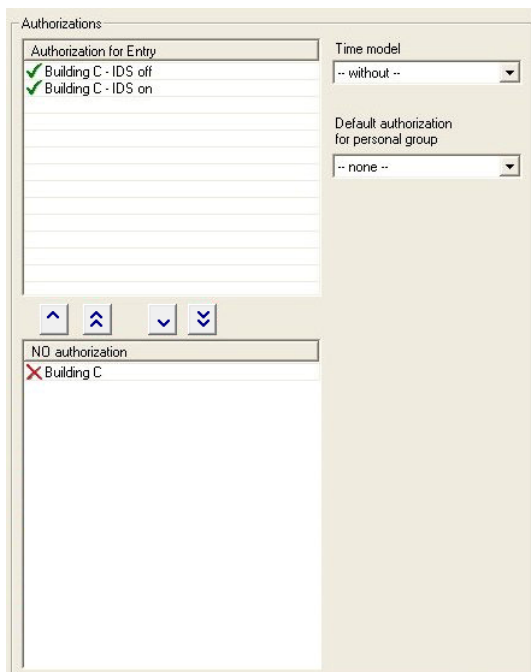 Authorizations
Authorization for Entry
Building C - IDS off
Building C - IDS on
Time model
-- without --
Default authorization
for personal group
-- none --
NO authorization
Building C